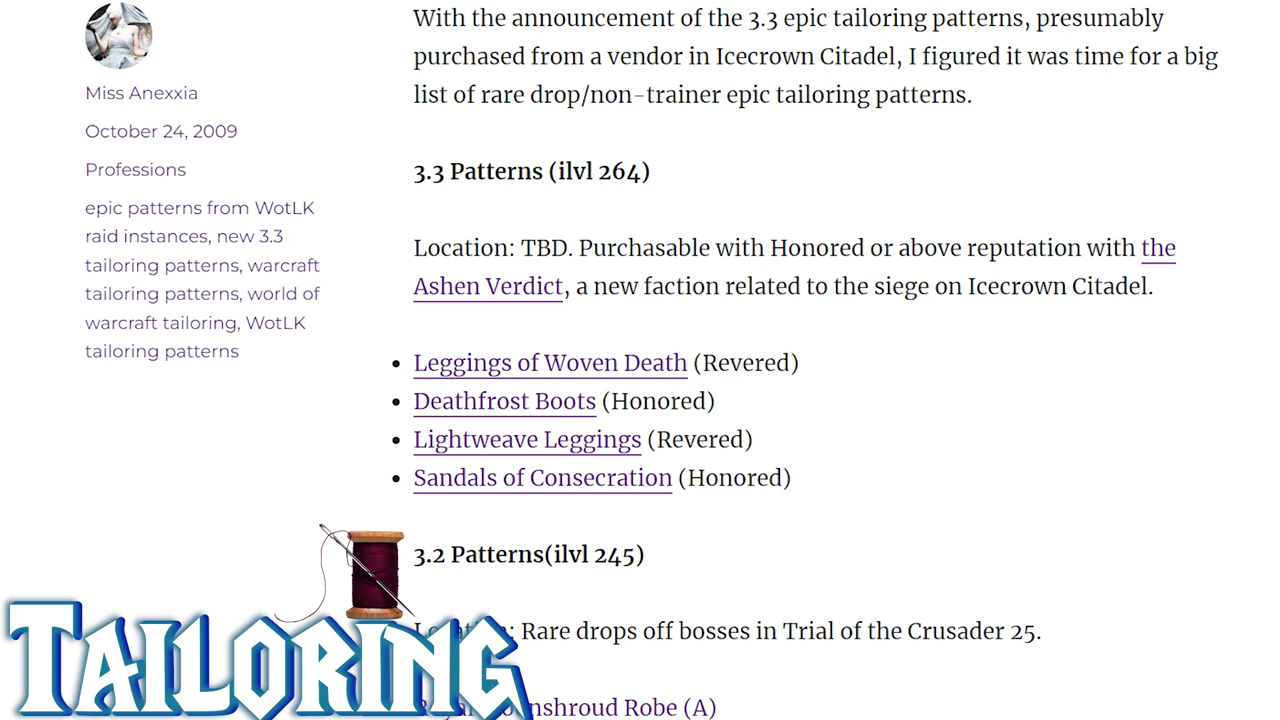 With the announcement of the 3.3 epic tailoring patterns, presumably
purchased from a vendor in Icecrown Citadel, I figured it was time for a big
list of rare drop/non-trainer epic tailoring patterns.
Miss Anexxia
October 24, 2009
Professions
epic patterns from WotLK
raid instances, new 3.3
tailoring patterns, warcraft
tailoring patterns, world of
warcraft tailoring, WotLK
tailoring patterns
3.3 Patterns (ilvl 264)
Location: TBD. Purchasable with Honored or above reputation with the
Ashen Verdict, a new faction related to the siege on Icecrown Citadel.
Leggings of Woven Death (Revered)
Deathfrost Boots (Honored)
Lightweave Leggings (Revered)
Sandals of Consecration (Honored)
3.2 Patterns(ilvl 245)
Location: Rare drops off bosses in Trial of the Crusader 25.
Robe (A)
TAILORING